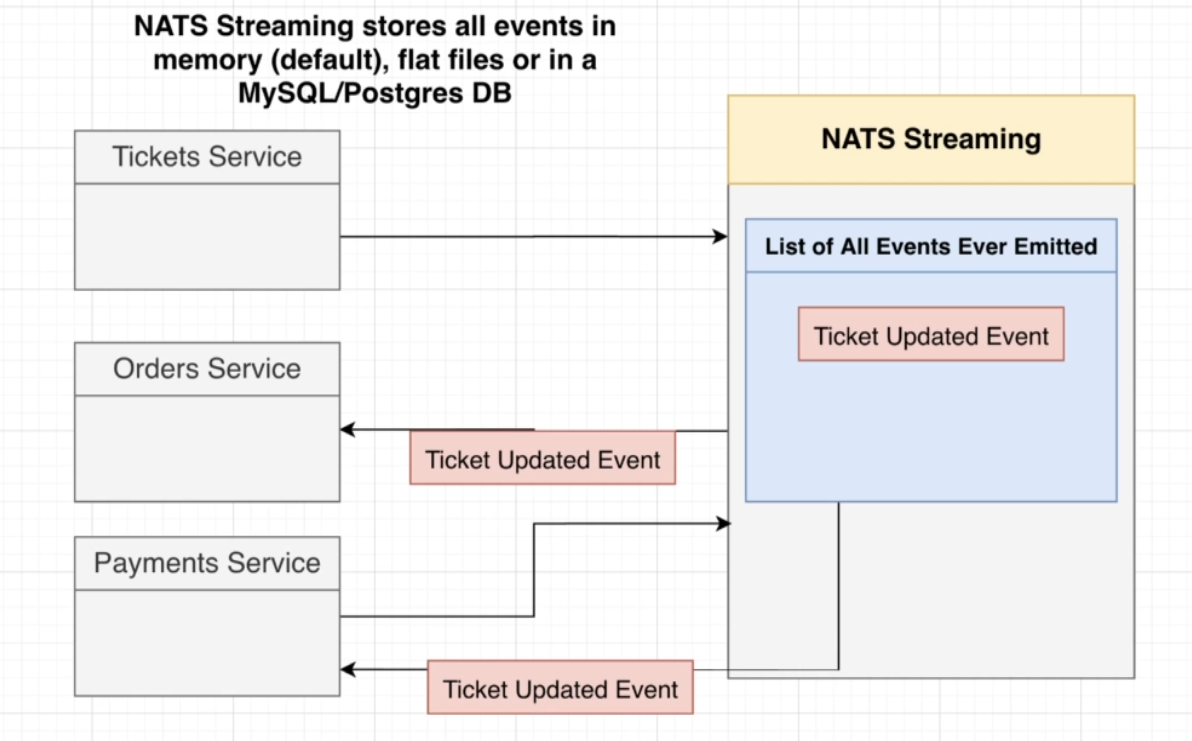 NATS Streaming stores all events in
memory (default), flat files or in a
MySQL/Postgres DB
Tickets Service
NATS Streaming
List of All Events Ever Emitted
Ticket Updated Event
Orders Service
Ticket Updated Event
Payments Service
Ticket Updated Event